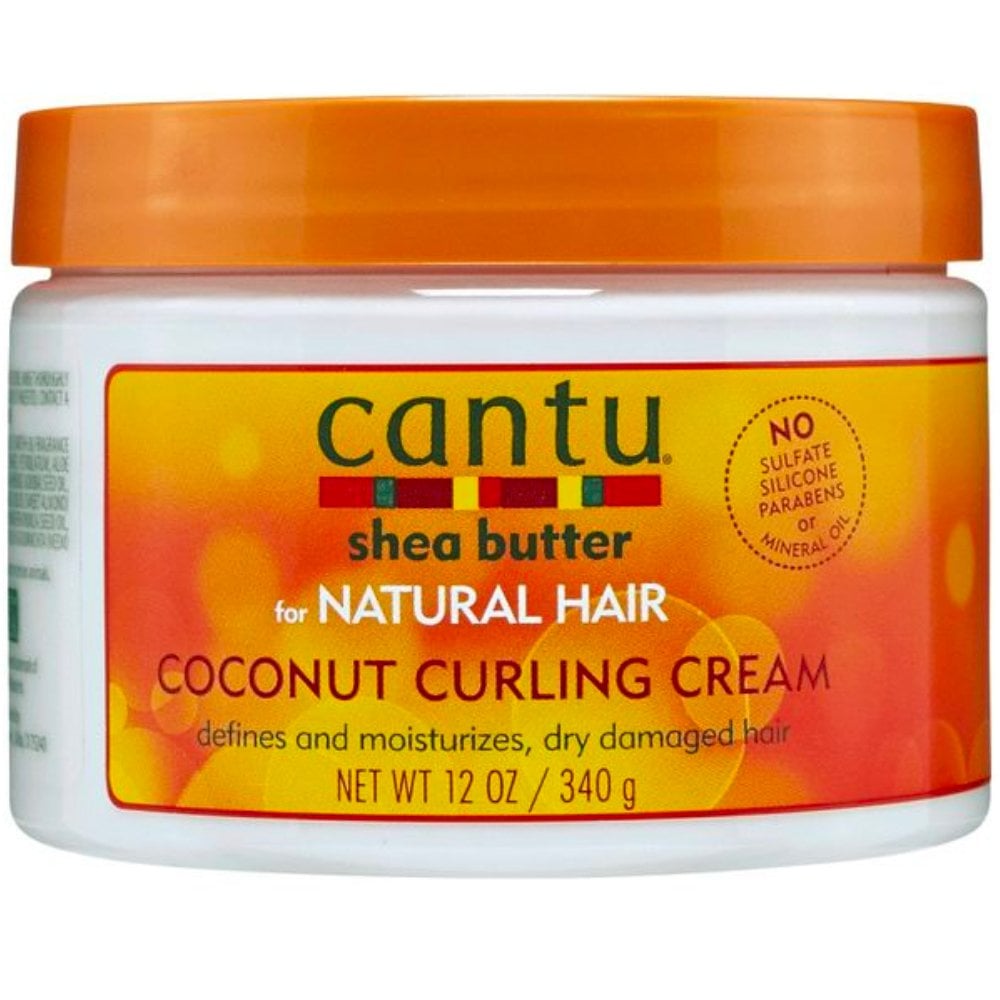 cantu®
shea butter
for NATURAL HAIR
COCONUT CURLING CREAM
defines and moisturizes, dry damaged hair
NET WT 12 OZ / 340 g
NO
SULFATE
SILICONE
PARABENS
or
MINERAL OIL